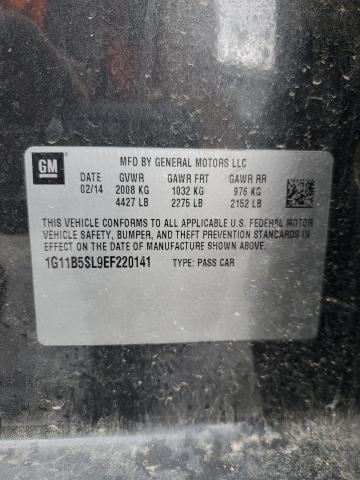 GM
MFD BY GENERAL MOTORS LLC
DATE GVWR GAWR FRT GAWR RR
02/14 2008 KG 1032 KG 976 KG
4427 LB 2275 LB 2152 LB
THIS VEHICLE CONFORMS TO ALL APPLICABLE U.S. FEDERAL MOTOR
VEHICLE SAFETY, BUMPER, AND THEFT PREVENTION STANDARDS IN
EFFECT ON THE DATE OF MANUFACTURE SHOWN ABOVE.
1G11B5SL9EF220141 TYPE: PASS CAR